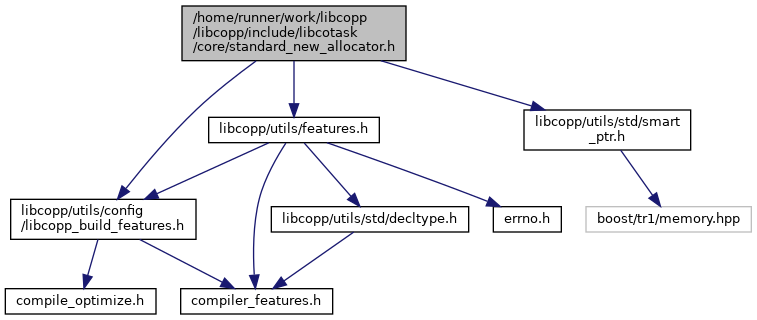 /home/runner/work/libcopp
/libcopp/include/libcotask
/core/standard_new_allocator.h
libcopp/utils/features.h
libcopp/utils/std/smart
_ptr.h
libcopp/utils/config
/libcopp_build_features.h
libcopp/utils/std/decltype.h
errno.h
boost/tr1/memory.hpp
compile_optimize.h
compiler_features.h